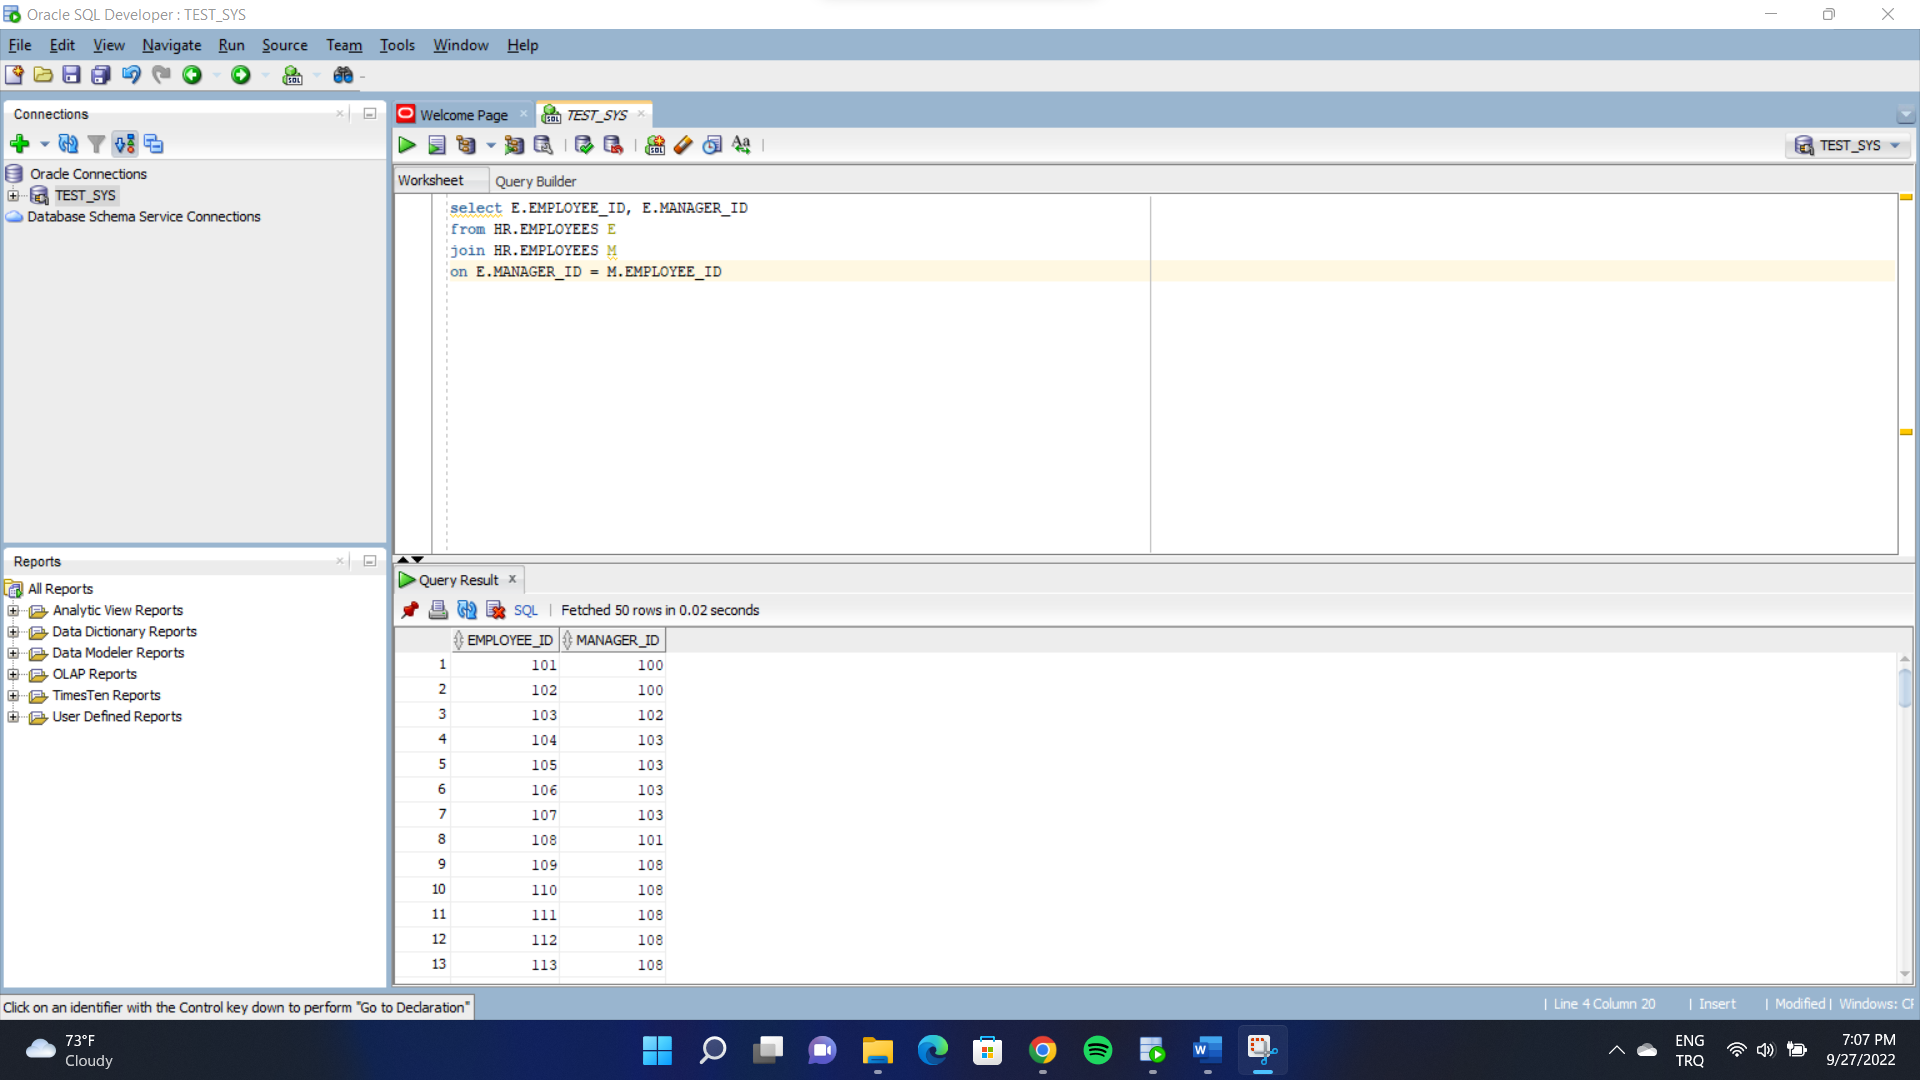 Oracle SQL Developer : TEST_SYS
File Edit View Navigate Run Source Team Tools Window Help
Connections
Oracle Connections
TEST_SYS
Database Schema Service Connections
Reports
All Reports
Analytic View Reports
Data Dictionary Reports
Data Modeler Reports
OLAP Reports
TimesTen Reports
User Defined Reports
Welcome Page
TEST_SYS
TEST_SYS
Worksheet Query Builder
select E.EMPLOYEE_ID, E.MANAGER_ID
from HR.EMPLOYEES E
join HR.EMPLOYEES M
on E.MANAGER_ID = M.EMPLOYEE_ID
Query Result
SQL | Fetched 50 rows in 0.02 seconds
EMPLOYEE_ID MANAGER_ID
1 101 100
2 102 100
3 103 102
4 104 103
5 105 103
6 106 103
7 107 103
8 108 101
9 109 108
10 110 108
11 111 108
12 112 108
13 113 108
Click on an identifier with the Control key down to perform "Go to Declaration"
| Line 4 Column 20 | Insert | Modified | Windows: CF
73°F
Cloudy
ENG
TRQ
7:07 PM
9/27/2022